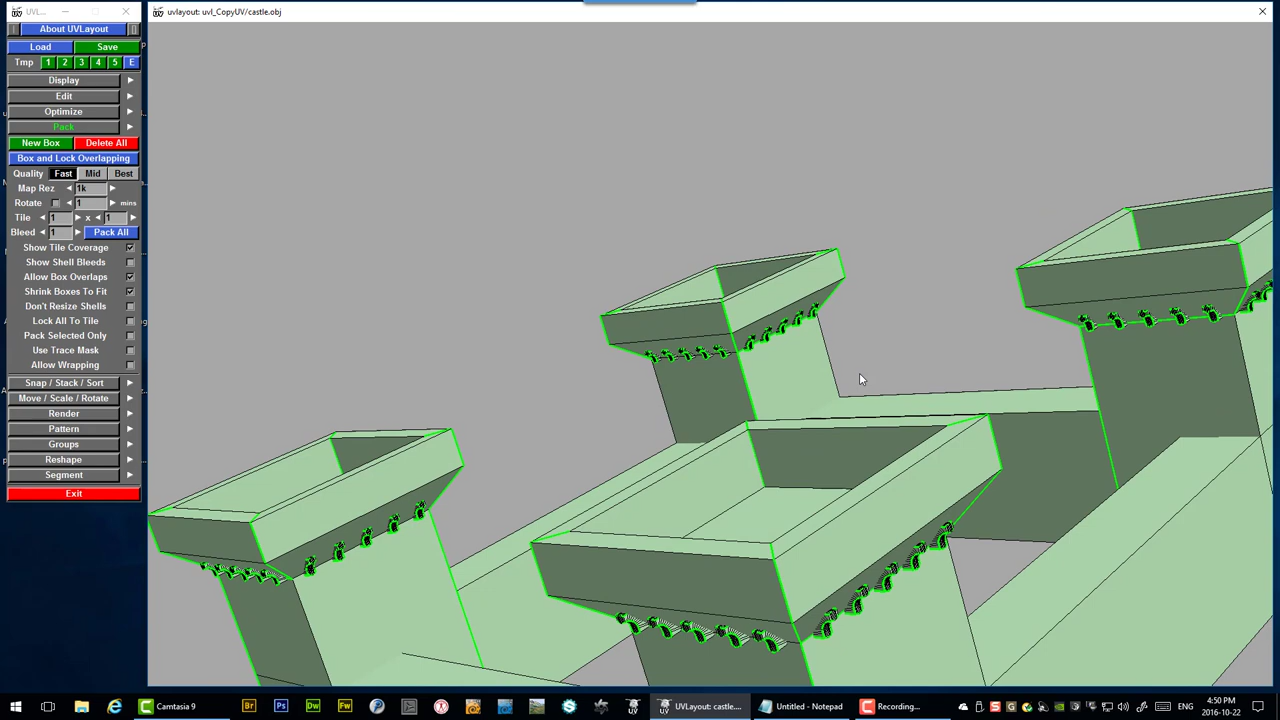 UVL...
uvlayout: uvl_CopyUV/castle.obj
About UVLayout
Load Save
Tmp 1 2 3 4 5 E
Display
Edit
Optimize
Pack
New Box Delete All
Box and Lock Overlapping
Quality Fast Mid Best
Map Rez 1k
Rotate 1 mins
Tile 1 x 1
Bleed 1 Pack All
Show Tile Coverage
Show Shell Bleeds
Allow Box Overlaps
Shrink Boxes To Fit
Don't Resize Shells
Lock All To Tile
Pack Selected Only
Use Trace Mask
Allow Wrapping
Snap / Stack / Sort
Move / Scale / Rotate
Render
Pattern
Groups
Reshape
Segment
Exit
Camtasia 9
UVLayout: castle....
Untitled - Notepad
Recording...
ENG
4:50 PM
2016-10-22